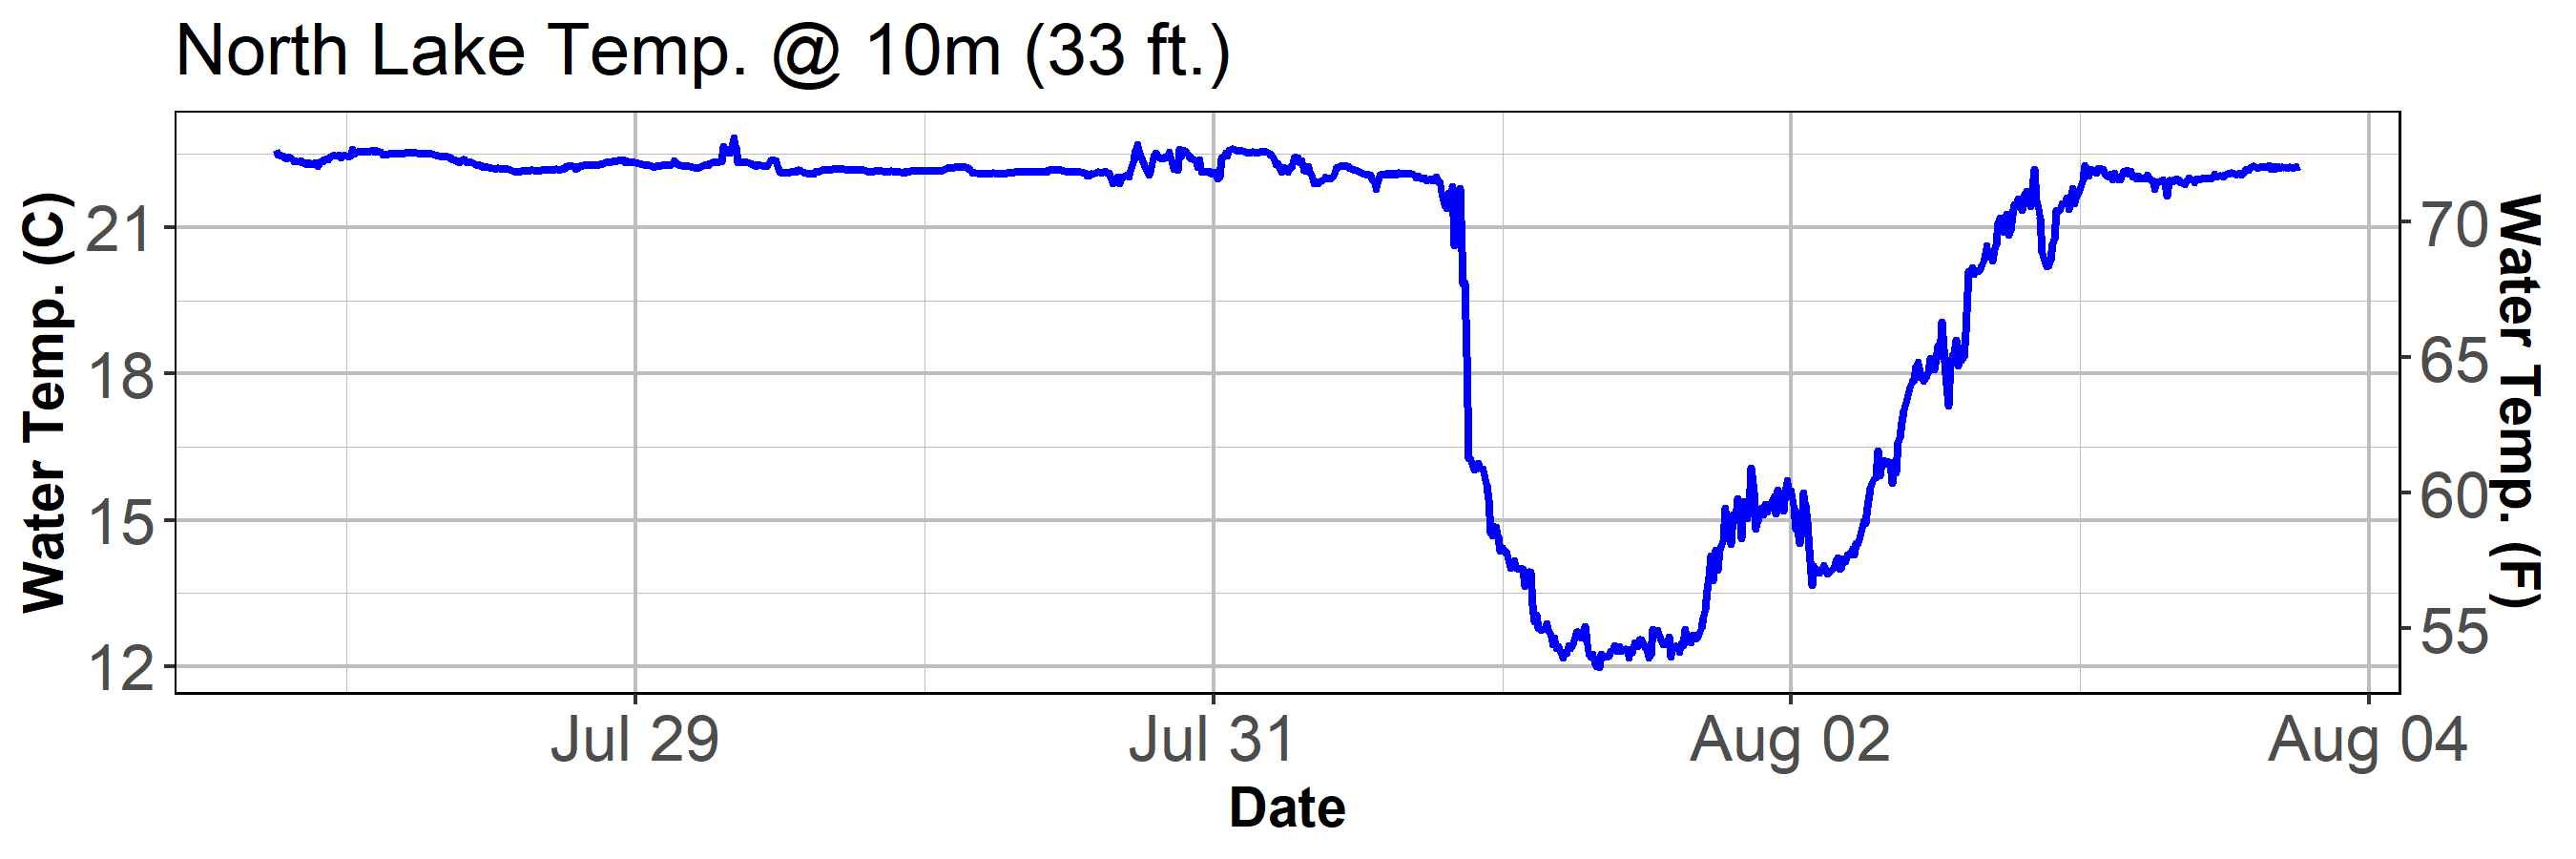 North Lake Temp. @ 10m (33 ft.)
Water Temp. (C)
21
18
15
12
70
65
60
55
Water Temp. (F)
Jul 29
Jul 31
Aug 02
Aug 04
Date